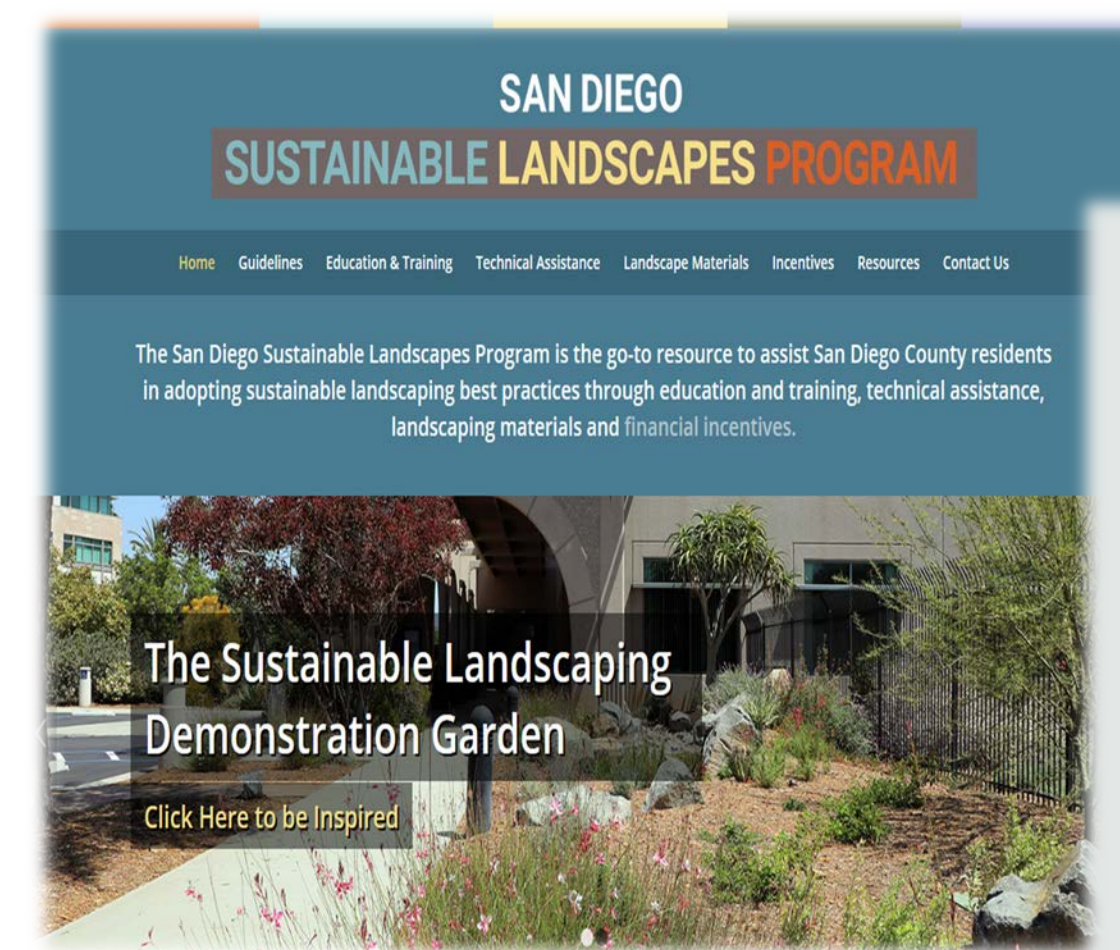 SAN DIEGO
SUSTAINABLE LANDSCAPES PROGRAM
Home Guidelines Education & Training Technical Assistance Landscape Materials Incentives Resources Contact Us
The San Diego Sustainable Landscapes Program is the go-to resource to assist San Diego County residents
in adopting sustainable landscaping best practices through education and training, technical assistance,
landscaping materials and financial incentives.
The Sustainable Landscaping
Demonstration Garden
Click Here to be Inspired